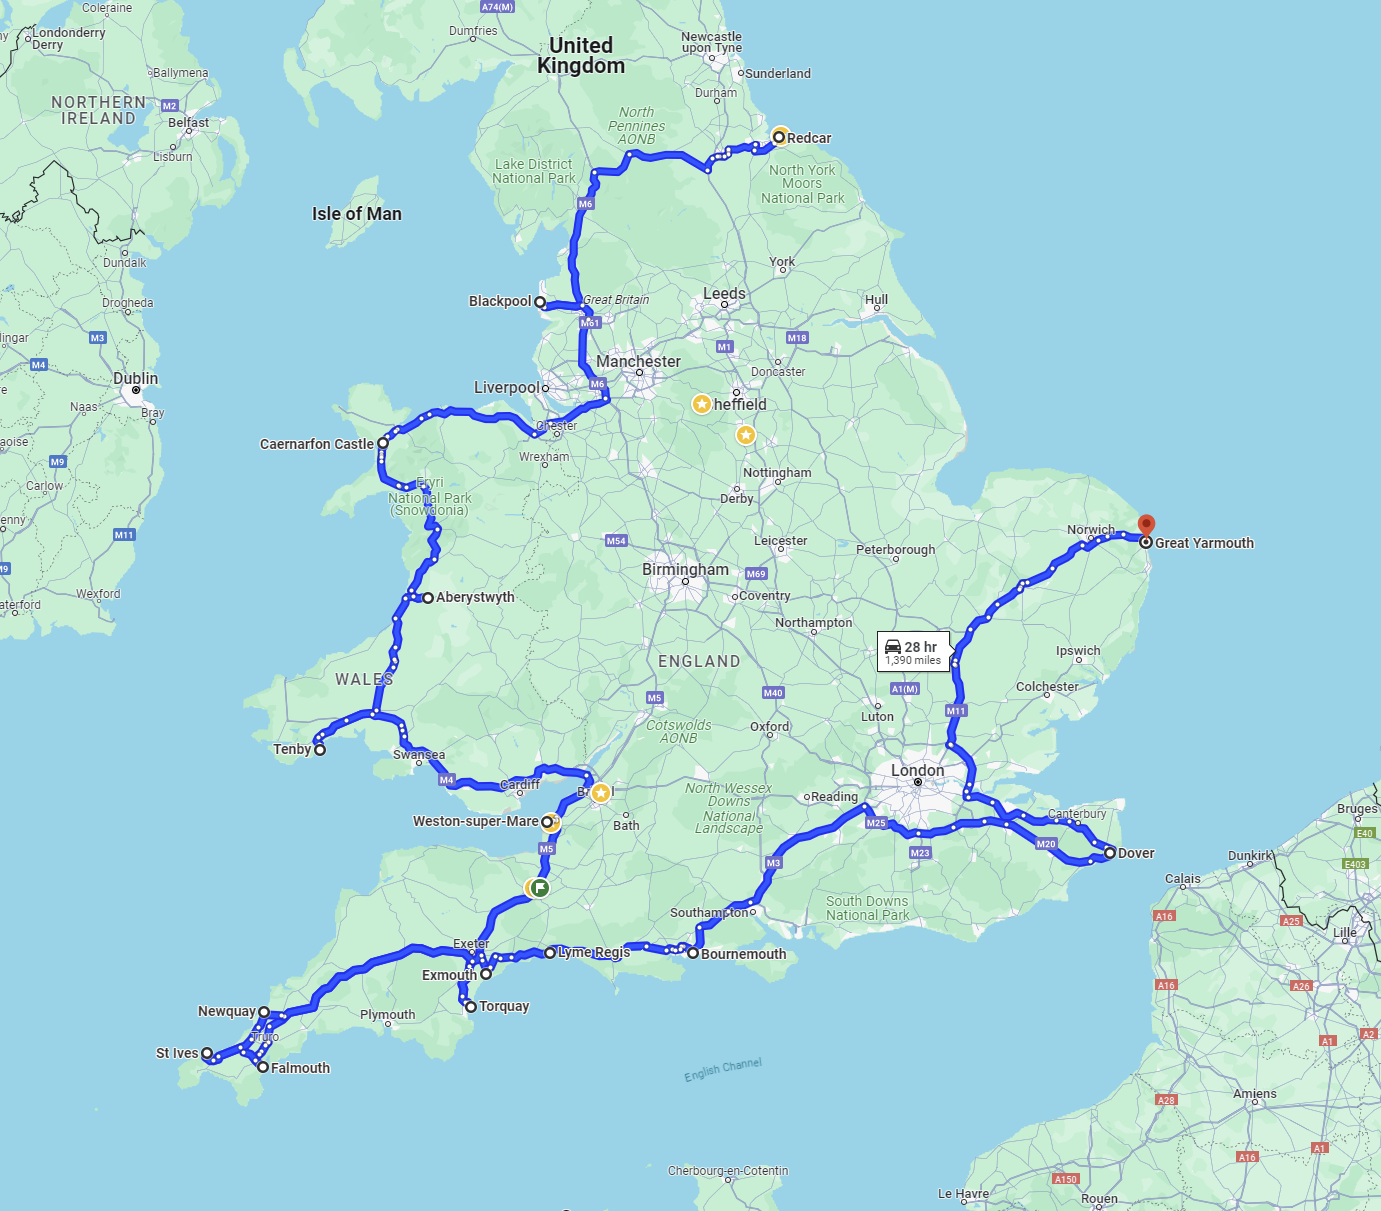 Coleraine
A74(M)
Londonderry
Derry
Dumfries
United
Kingdom
Newcastle
upon Tyne
Ballymena
Sunderland
NORTHERN
IRELAND
M2
Durham
Belfast
North
Pennines
AONB
Redcar
Lisburn
Lake District
National Park
North York
Moors
National Park
M6
Isle of Man
Dundalk
York
Blackpool
Great Britain
Leeds
Hull
Drogheda
M61
M3
M18
M1
M4
Manchester
Doncaster
Dublin
Liverpool
M6
Naas
Bray
heffield
Chester
Caernarfon Castle
Wrexham
M9
Nottingham
Carlow
Eryri
National Park
(Snowdonia)
Derby
Norwich
M11
M54
Leicester
Peterborough
Great Yarmouth
M9
Birmingham
M69
Wexford
Aberystwyth
Coventry
Northampton
28 hr
1,390 miles
Ipswich
ENGLAND
WALES
M5
M40
A1(M)
Colchester
M11
Luton
Cotswolds
AONB
Oxford
Tenby
Swansea
London
M4
Cardiff
North Wessex
Downs
National
Landscape
Reading
Bruges
Canterbury
Weston-super-Mare
Bath
M25
E40
M5
M23
M20
Dover
Dunkirk
M3
E403
Calais
South Downs
National Park
Southampton
A16
A25
Lille
Exeter
Lyme Regis
Bournemouth
Exmouth
A16
A26
Torquay
Newquay
Plymouth
Truro
A2
A1
St Ives
Falmouth
English Channel
Amiens
A28
A1
A16
Cherbourg-en-Cotentin
A150
Le Havre
Rouen